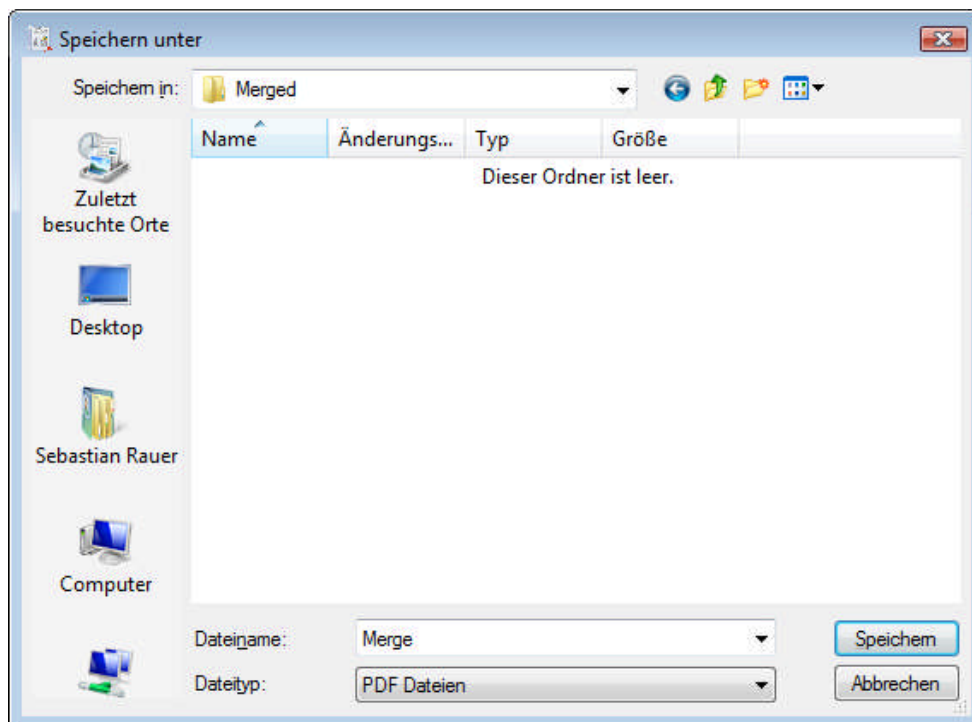 Speichern unter
Speichern in:
Merged
Name
Änderungs...
Typ
Größe
Dieser Ordner ist leer.
Zuletzt
besuchte Orte
Desktop
Sebastian Rauer
Computer
Dateiname:
Merge
Speichern
Dateityp:
PDF Dateien
Abbrechen